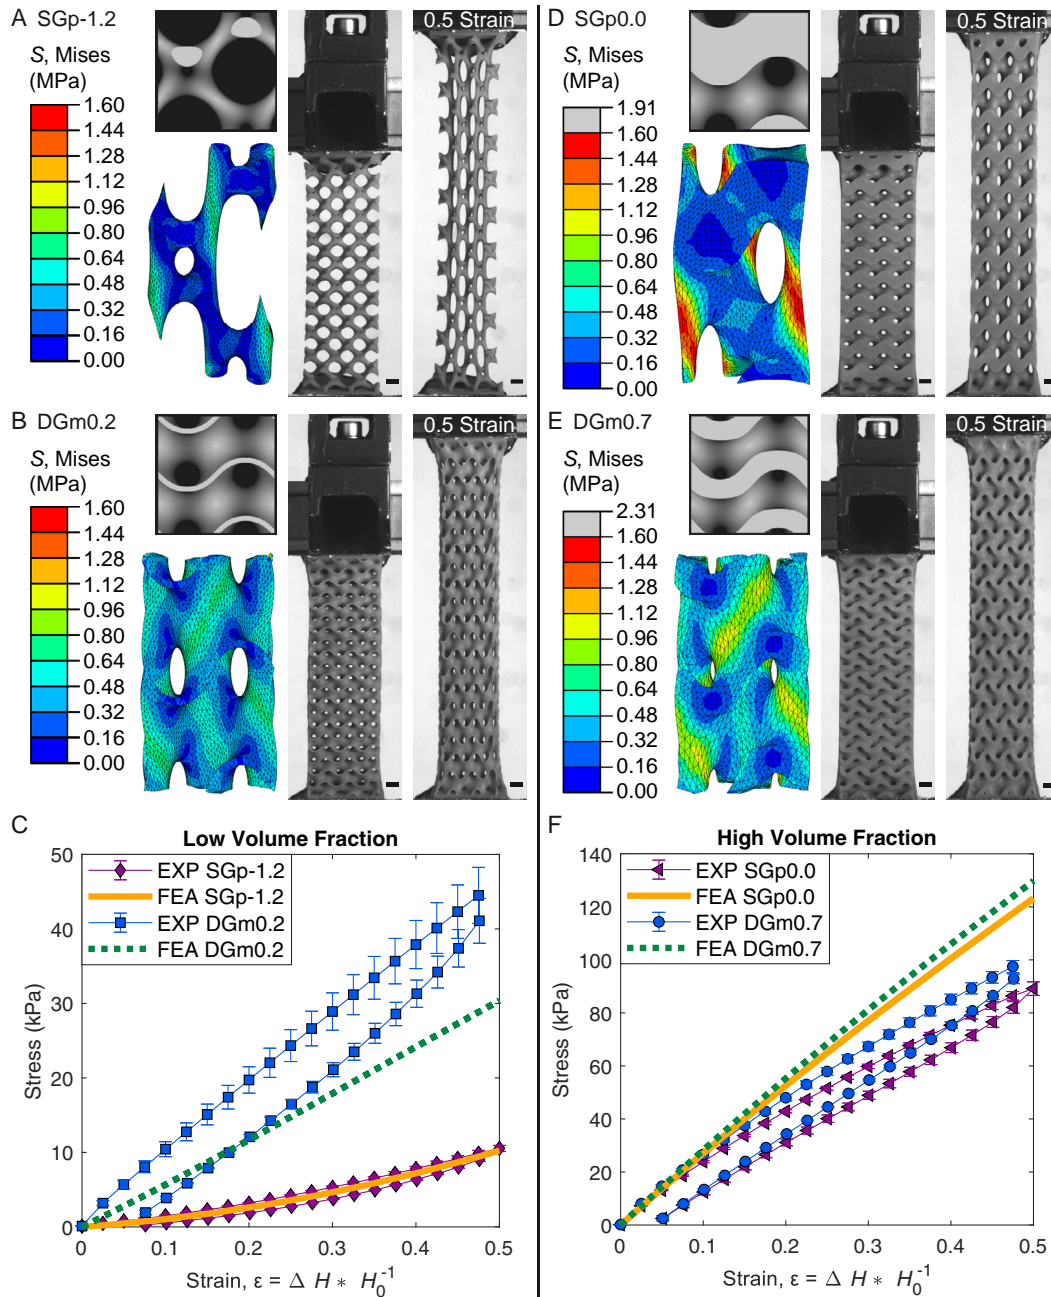 A SGp-1.2
S, Mises
(MPa)
1.60
1.44
1.28
1.12
0.96
0.80
0.64
0.48
0.32
0.16
0.00
0.5 Strain
B DGm0.2
S, Mises
(MPa)
1.60
1.44
1.28
1.12
0.96
0.80
0.64
0.48
0.32
0.16
0.00
0.5 Strain
C
Low Volume Fraction
EXP SGp-1.2
FEA SGp-1.2
EXP DGm0.2
FEA DGm0.2
Stress (kPa)
50
40
30
20
10
0
0 0.1 0.2 0.3 0.4 0.5
Strain, ε = Δ H * H₀⁻¹
D SGp0.0
S, Mises
(MPa)
1.91
1.60
1.44
1.28
1.12
0.96
0.80
0.64
0.48
0.32
0.16
0.00
0.5 Strain
E DGm0.7
S, Mises
(MPa)
2.31
1.60
1.44
1.28
1.12
0.96
0.80
0.64
0.48
0.32
0.16
0.00
0.5 Strain
F
High Volume Fraction
EXP SGp0.0
FEA SGp0.0
EXP DGm0.7
FEA DGm0.7
Stress (kPa)
140
120
100
80
60
40
20
0
0 0.1 0.2 0.3 0.4 0.5
Strain, ε = Δ H * H₀⁻¹